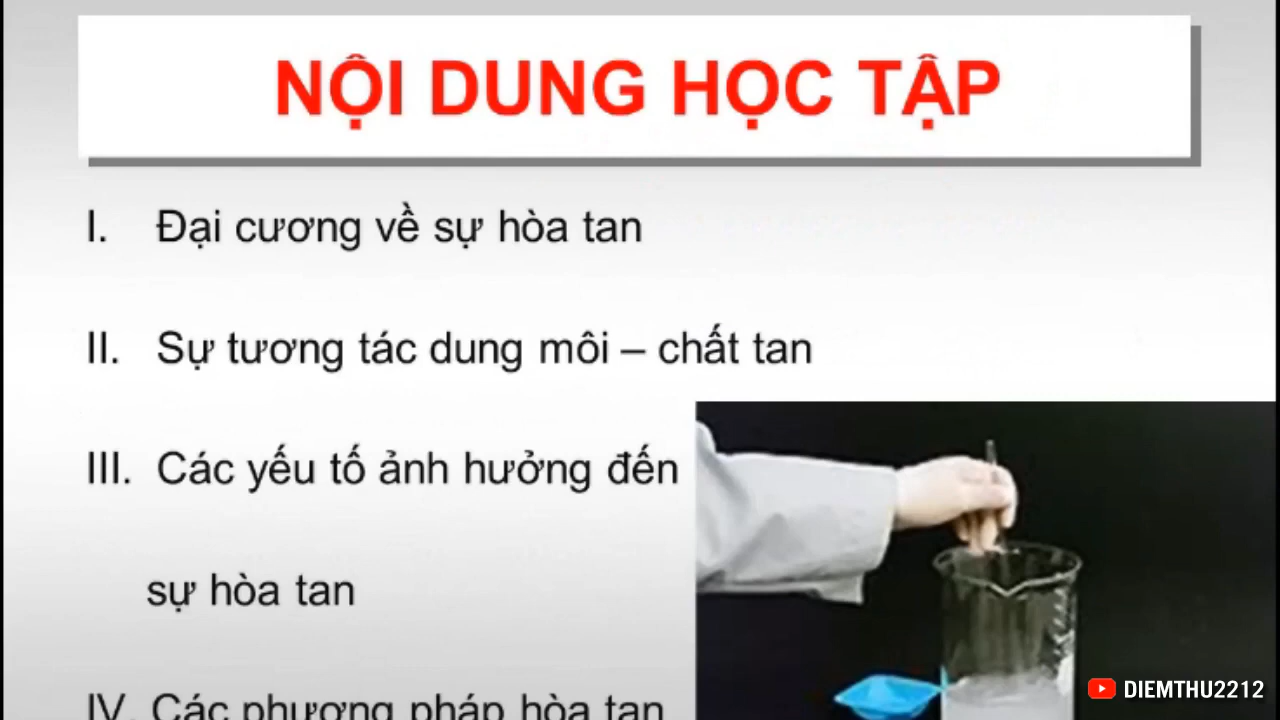 NỘI DUNG HỌC TẬP
I. Đại cương về sự hòa tan
II. Sự tương tác dung môi – chất tan
III. Các yếu tố ảnh hưởng đến
sự hòa tan
IV. Các phương pháp hòa tan
DIEMTHU2212